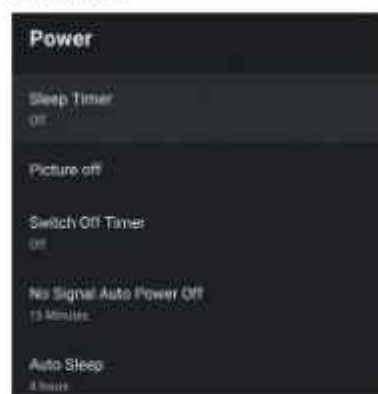 Power
Sleep Timer
Off
Picture off
Switch Off Timer
Off
No Signal Auto Power Off
15 Minutes
Auto Sleep
4 hours